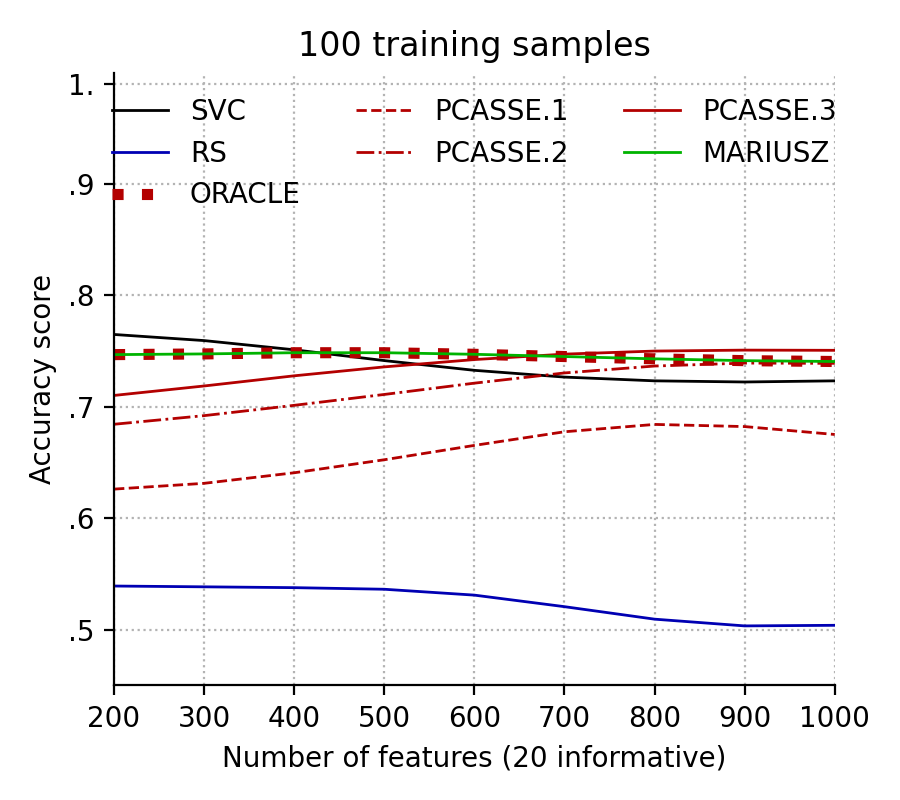 100 training samples
1.
SVC PCASSE.1 PCASSE.3
RS PCASSE.2 MARIUSZ
.9
ORACLE
.8
.7
.6
.5
Accuracy score
200 300 400 500 600 700 800 900 1000
Number of features (20 informative)